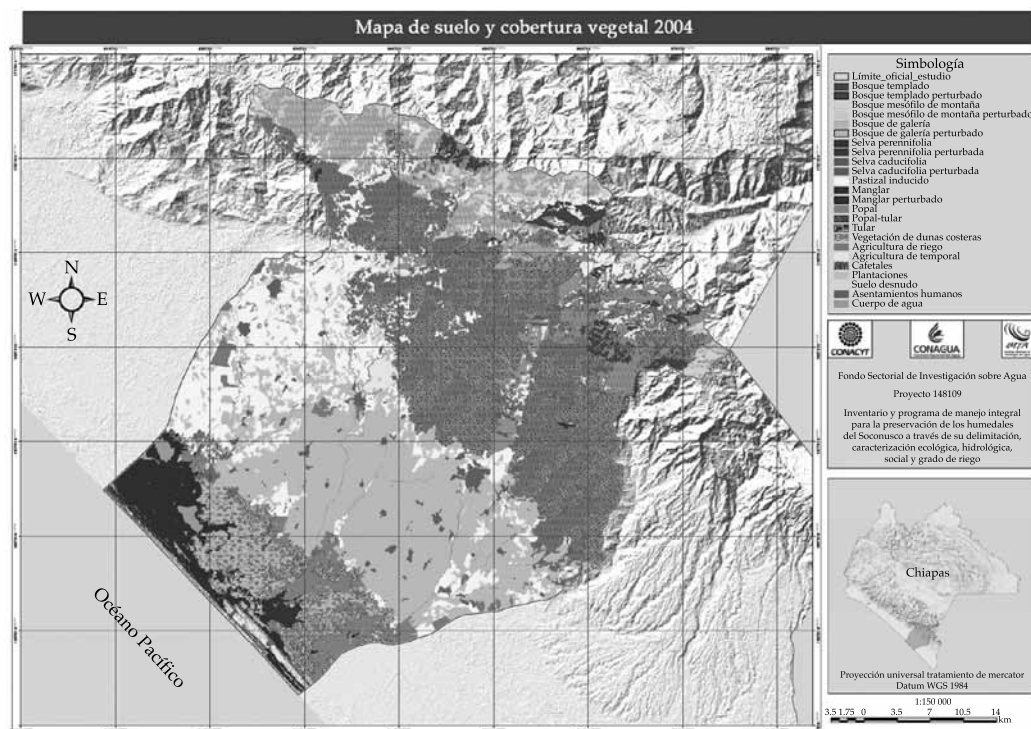 Mapa de suelo y cobertura vegetal 2004
N
W
E
S
Océano Pacífico
Simbología
Límite_oficial_estudio
Bosque templado
Bosque templado perturbado
Bosque mesófilo de montaña
Bosque mesófilo de montaña perturbado
Bosque de galería
Bosque de galería perturbado
Selva perennifolia
Selva perennifolia perturbada
Selva caducifolia
Selva caducifolia perturbada
Pastizal inducido
Manglar
Manglar perturbado
Popal
Popal-tular
Tular
Vegetación de dunas costeras
Agricultura de riego
Agricultura de temporal
Cafetales
Plantaciones
Suelo desnudo
Asentamientos humanos
Cuerpo de agua
CONACYT
CONAGUA
IMTA
Fondo Sectorial de Investigación sobre Agua
Proyecto 148109
Inventario y programa de manejo integral
para la preservación de los humedales
del Soconusco a través de su delimitación,
caracterización ecológica, hidrológica,
social y grado de riego
Chiapas
Proyección universal tratamiento de mercator
Datum WGS 1984
1:150 000
3.5 1.75 0 3.5 7 10.5 14
km